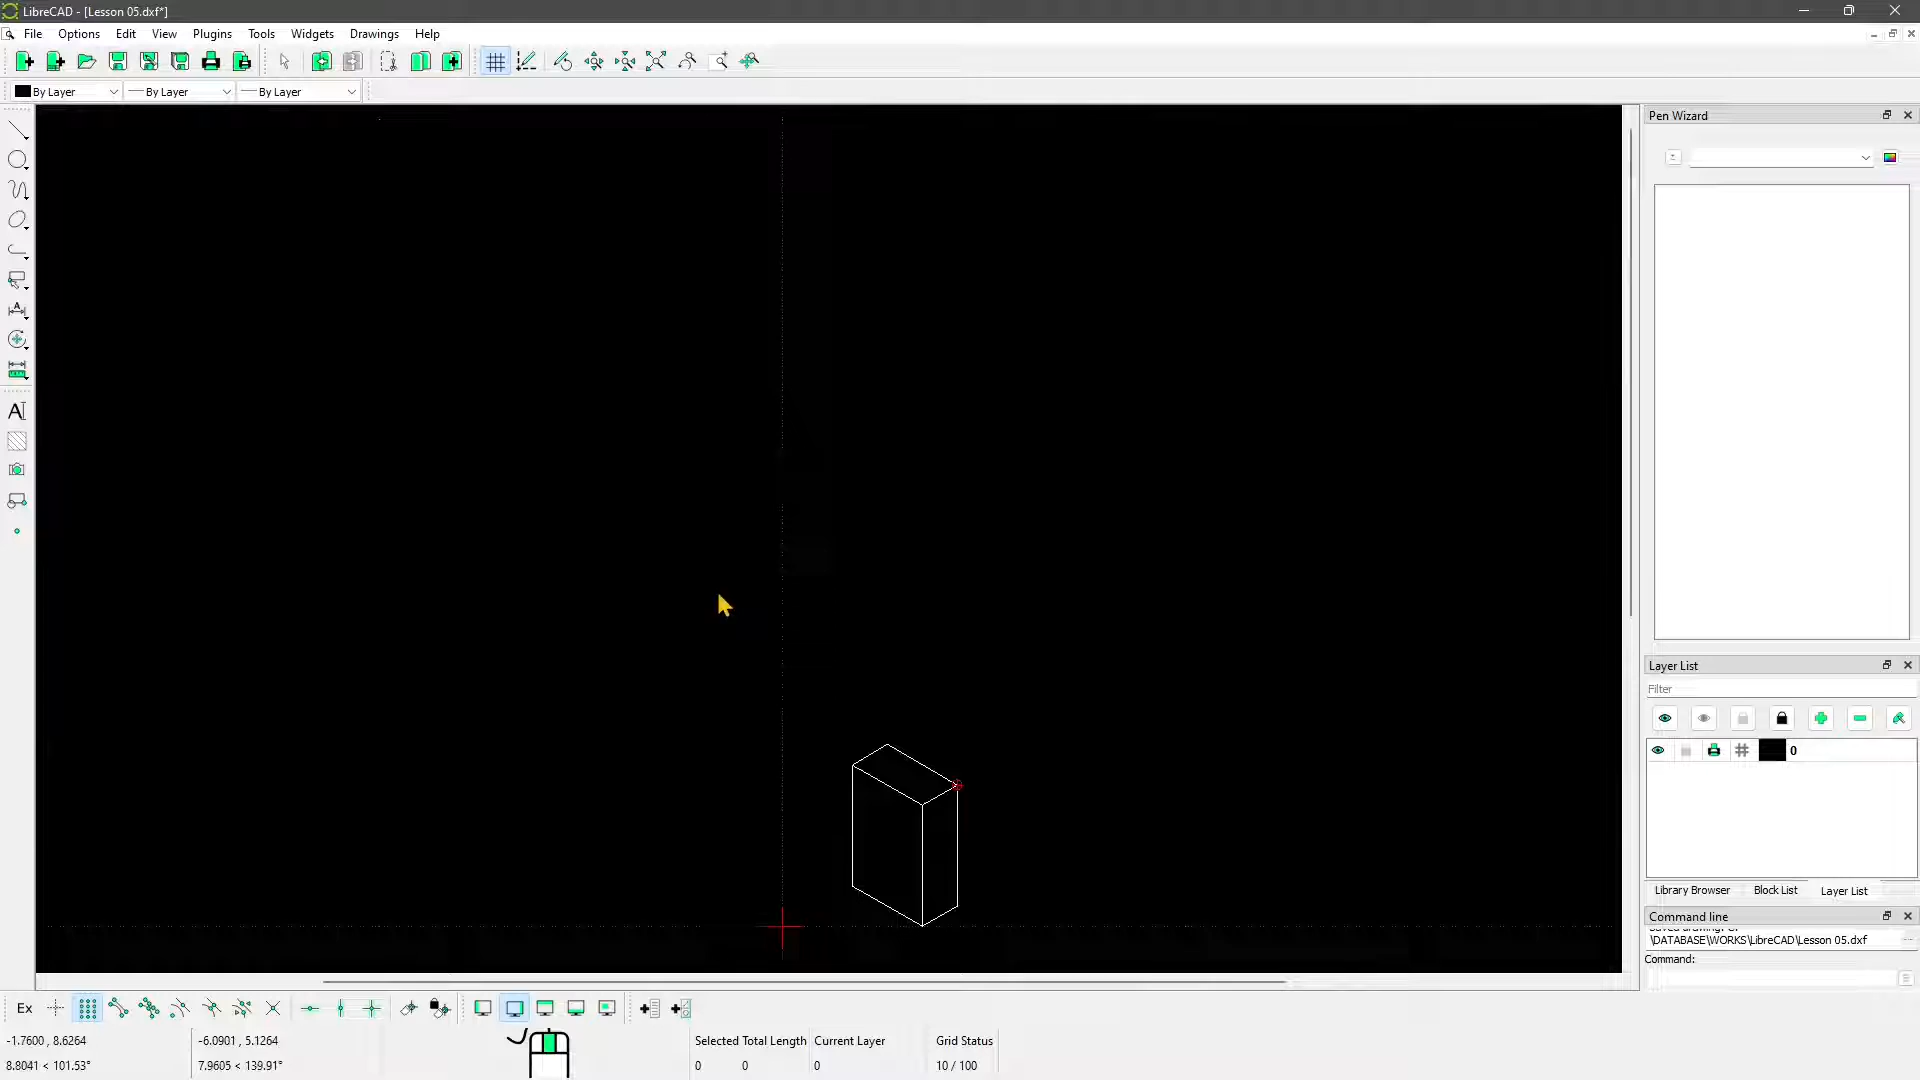 LibreCAD - [Lesson 05.dxf*]
File Options Edit View Plugins Tools Widgets Drawings Help
By Layer By Layer By Layer
Pen Wizard
Layer List
Filter
0
Library Browser Block List Layer List
Command line
\DATABASE\WORKS\LibreCAD\Lesson 05.dxf
Command:
Ex
-1.7600 , 8.6264 -6.0901 , 5.1264 Selected Total Length Current Layer Grid Status
8.8041 < 101.53° 7.9605 < 139.91° 0 0 0 10 / 100